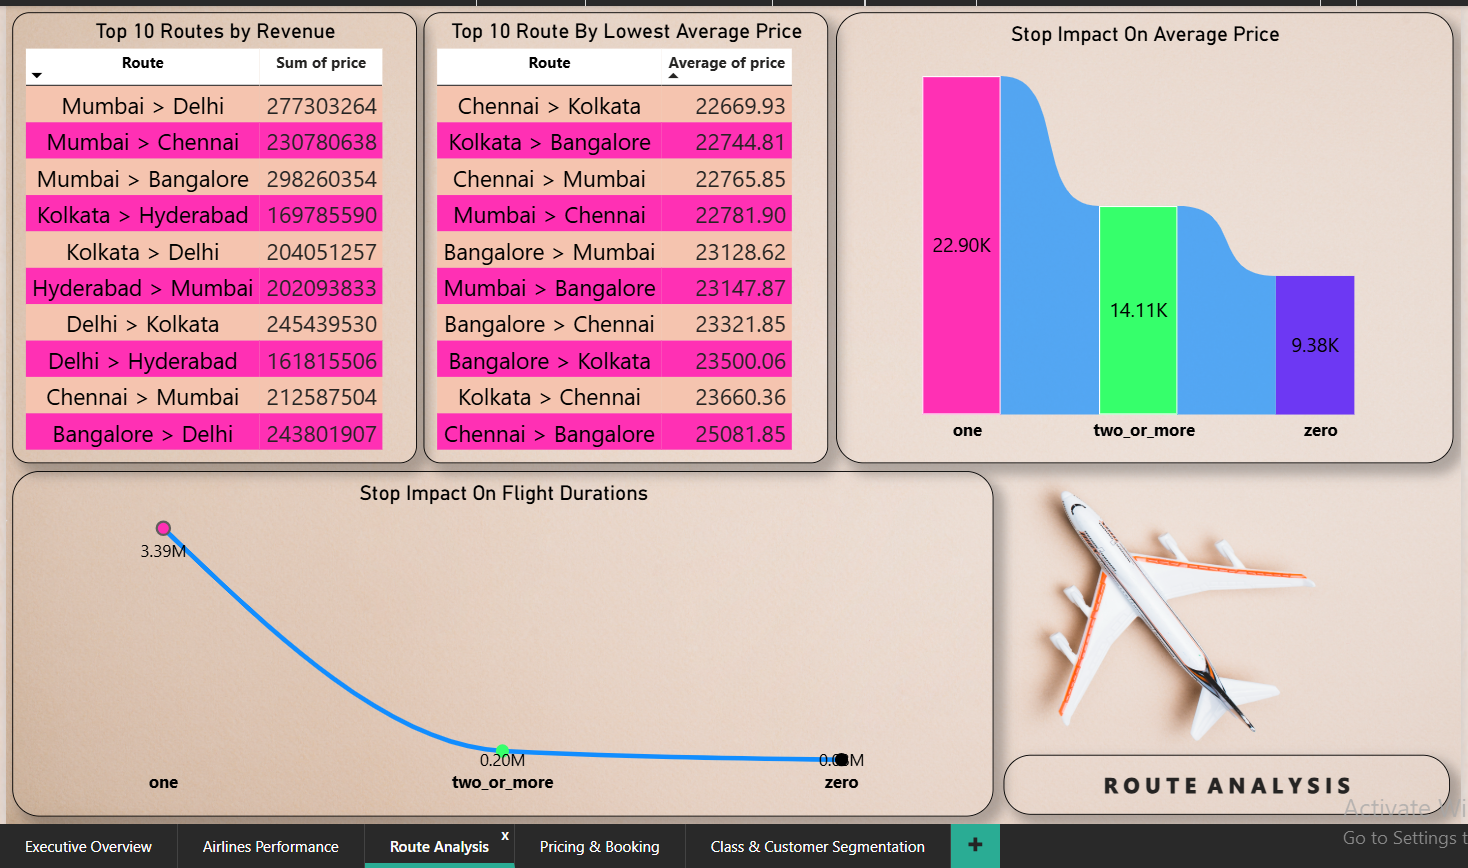 Top 10 Routes by Revenue
Route Sum of price
Mumbai > Delhi 277303264
Mumbai > Chennai 230780638
Mumbai > Bangalore 298260354
Kolkata > Hyderabad 169785590
Kolkata > Delhi 204051257
Hyderabad > Mumbai 202093833
Delhi > Kolkata 245439530
Delhi > Hyderabad 161815506
Chennai > Mumbai 212587504
Bangalore > Delhi 243801907
Top 10 Route By Lowest Average Price
Route Average of price
Chennai > Kolkata 22669.93
Kolkata > Bangalore 22744.81
Chennai > Mumbai 22765.85
Mumbai > Chennai 22781.90
Bangalore > Mumbai 23128.62
Mumbai > Bangalore 23147.87
Bangalore > Chennai 23321.85
Bangalore > Kolkata 23500.06
Kolkata > Chennai 23660.36
Chennai > Bangalore 25081.85
Stop Impact On Average Price
22.90K
14.11K
9.38K
one two_or_more zero
Stop Impact On Flight Durations
3.39M
0.20M
one two_or_more zero
ROUTE ANALYSIS
Activate Wi
Go to Settings t
Executive Overview Airlines Performance Route Analysis x Pricing & Booking Class & Customer Segmentation +